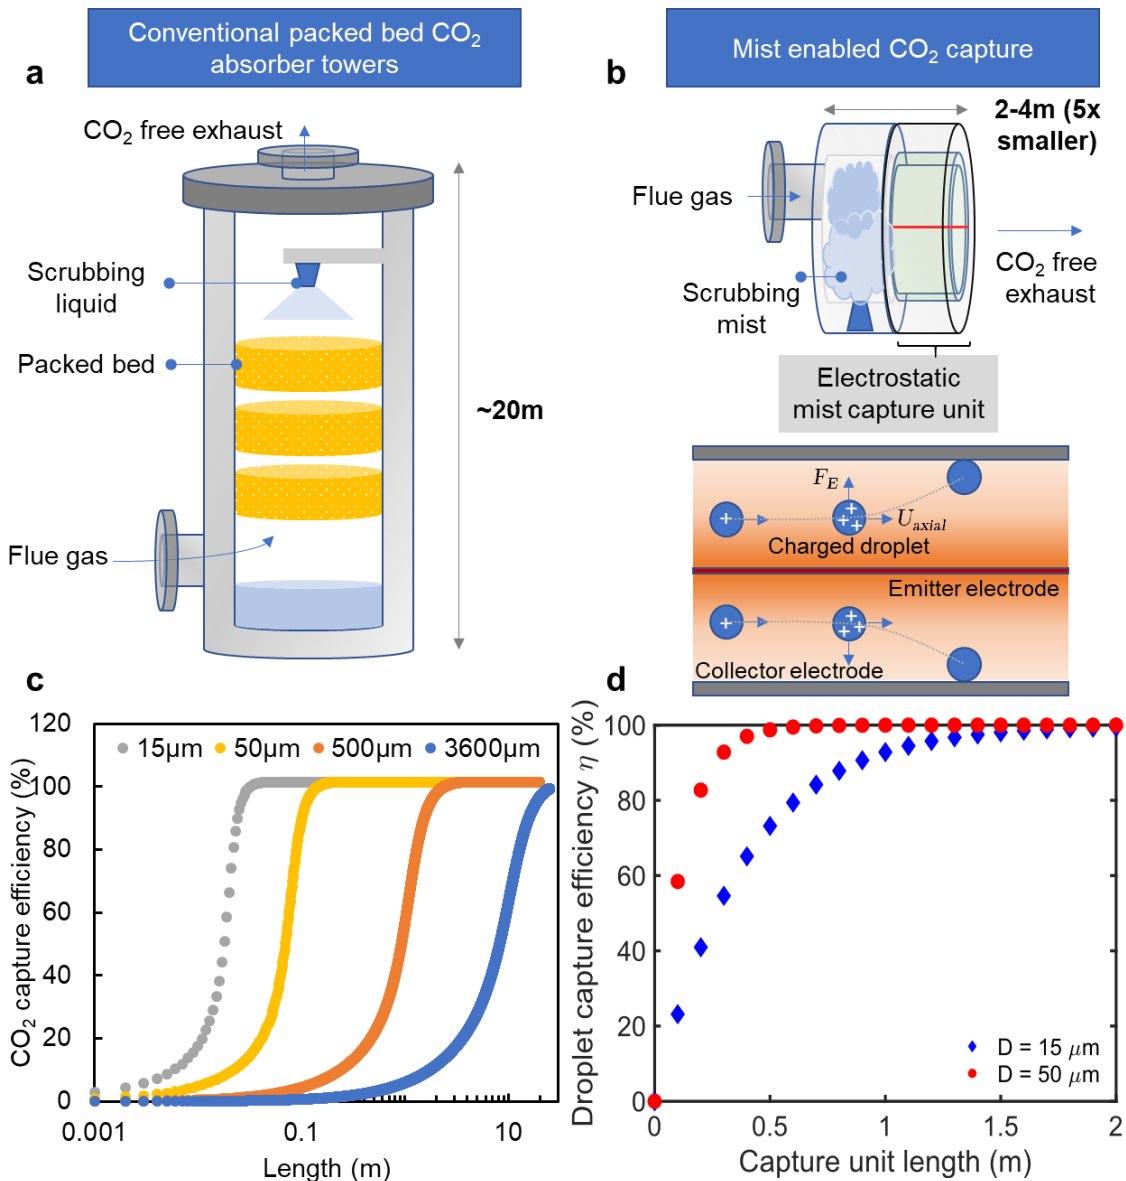 Conventional packed bed CO₂
absorber towers
a
CO₂ free exhaust
Scrubbing
liquid
Packed bed
~20m
Flue gas
Mist enabled CO₂ capture
b
2-4m (5x
smaller)
Flue gas
Scrubbing
mist
CO₂ free
exhaust
Electrostatic
mist capture unit
F_E
+
+ + +
U_axial
Charged droplet
Emitter electrode
+
+ + +
Collector electrode
c
CO₂ capture efficiency (%)
120
100
80
60
40
20
0
15µm 50µm 500µm 3600µm
0.001 0.1 10
Length (m)
d
Droplet capture efficiency η (%)
100
80
60
40
20
0
D = 15 μm
D = 50 μm
0 0.5 1 1.5 2
Capture unit length (m)